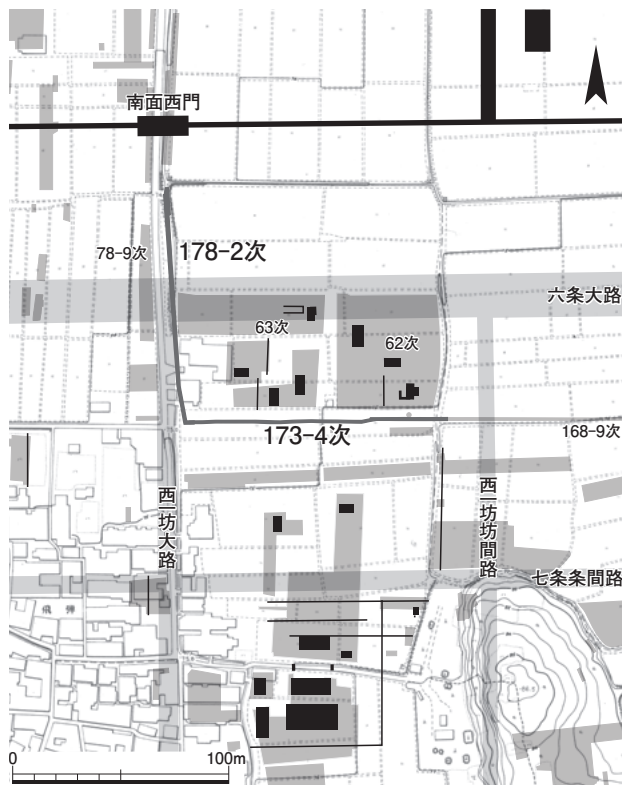 南面西門
78-9次
178-2次
六条大路
63次
62次
173-4次
168-9次
西一坊大路
西一坊坊間路
七条条間路
飛騨
0
100m